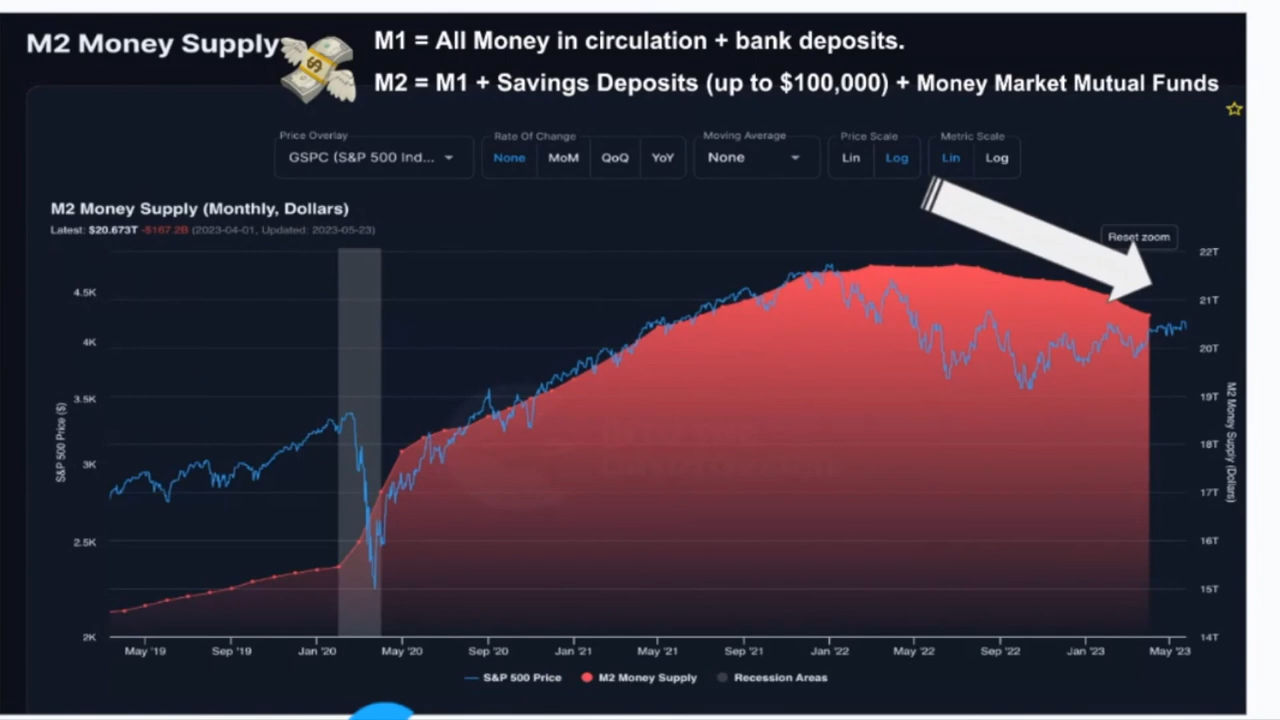 M2 Money Supply
M1 = All Money in circulation + bank deposits.
M2 = M1 + Savings Deposits (up to $100,000) + Money Market Mutual Funds
Price Overlay
GSPC (S&P 500 Ind...
Rate Of Change
None MoM QoQ YoY
Moving Average
None
Price Scale
Lin Log
Metric Scale
Lin Log
M2 Money Supply (Monthly, Dollars)
Latest: $20.673T -$167.2B (2023-04-01, Updated: 2023-05-23)
Reset zoom
S&P 500 Price ($)
4.5K
4K
3.5K
3K
2.5K
2K
22T
21T
20T
19T
18T
17T
16T
15T
14T
M2 Money Supply (Dollars)
May '19 Sep '19 Jan '20 May '20 Sep '20 Jan '21 May '21 Sep '21 Jan '22 May '22 Sep '22 Jan '23 May '23
S&P 500 Price M2 Money Supply Recession Areas